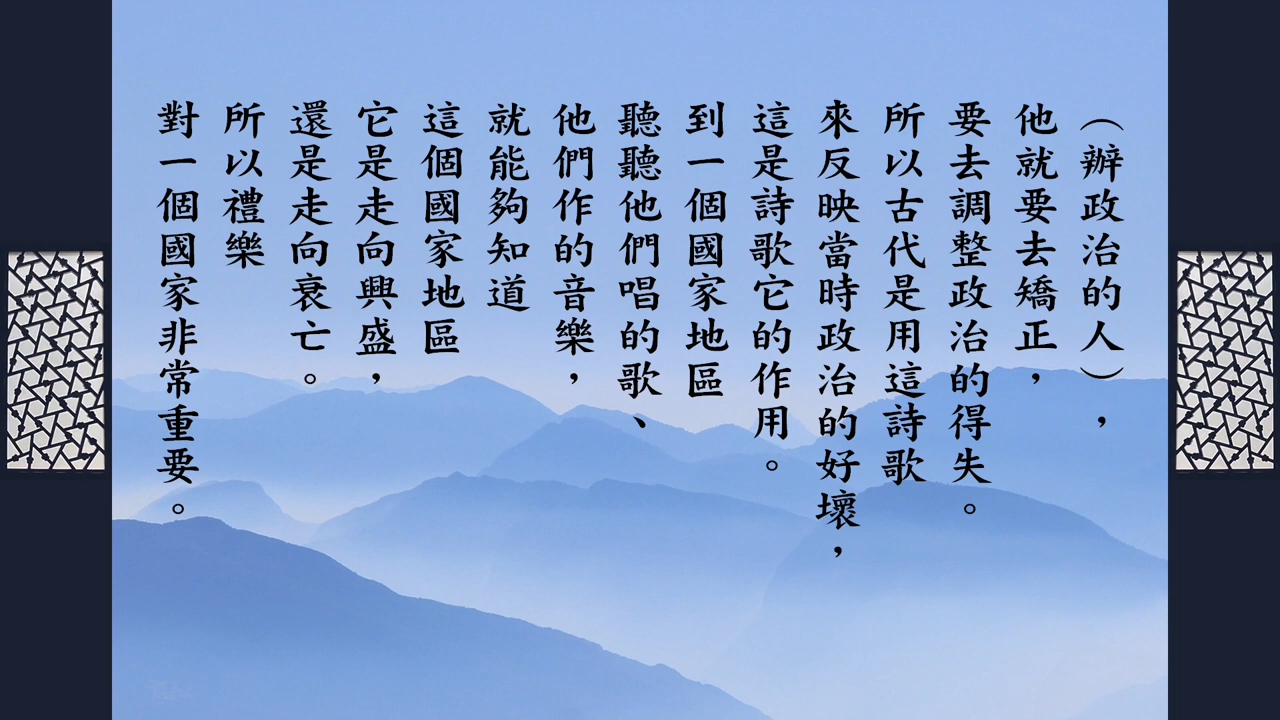 （辦政治的人），
他就要去矯正，
要去調整政治的得失。
所以古代是用這詩歌
來反映當時政治的好壞，
這是詩歌它的作用。
到一個國家地區
聽聽他們唱的歌、
他們作的音樂，
就能夠知道
這個國家地區
它是走向興盛，
還是走向衰亡。
所以禮樂
對一個國家非常重要。